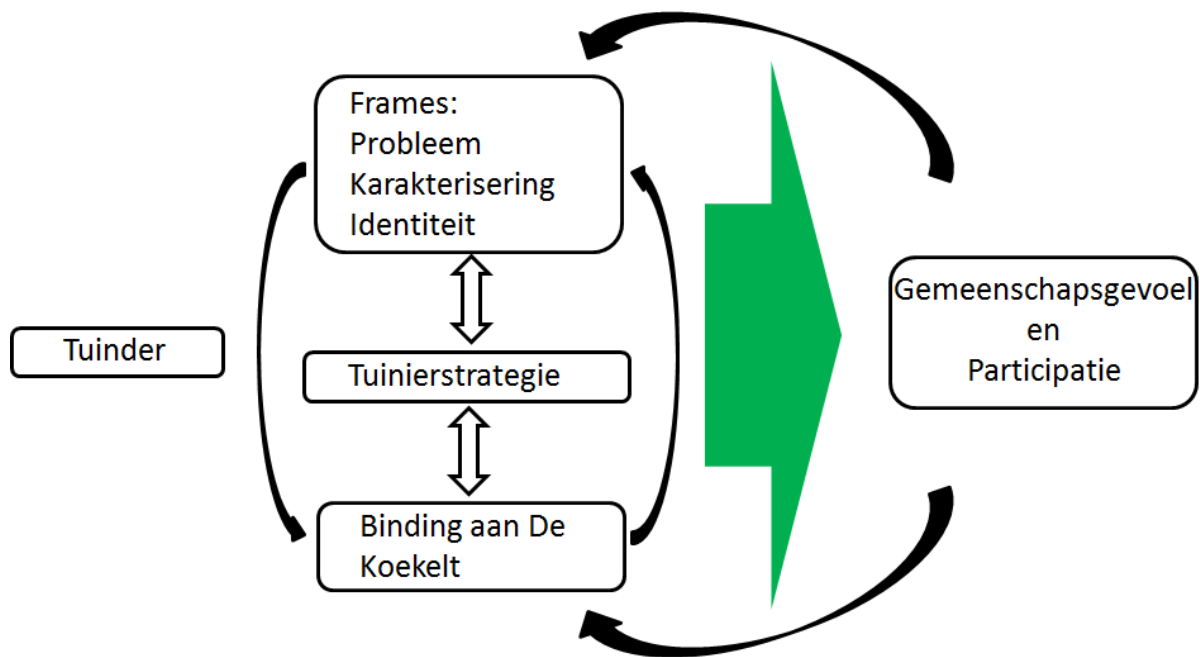 Frames:
Probleem
Karakterisering
Identiteit
Tuinder
Tuinierstrategie
Binding aan De
Koekelt
Gemeenschapsgevoel
en
Participatie